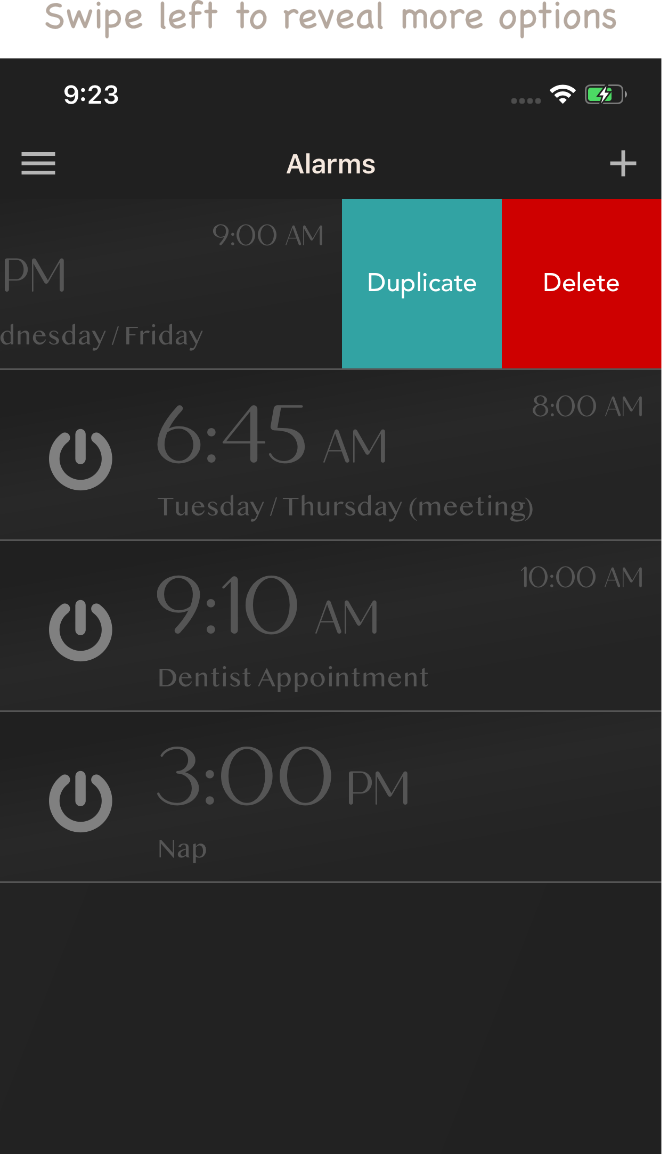 Swipe left to reveal more options
9:23
Alarms
9:00 AM
PM
dnesday / Friday
Duplicate
Delete
8:00 AM
6:45 AM
Tuesday / Thursday (meeting)
10:00 AM
9:10 AM
Dentist Appointment
3:00 PM
Nap